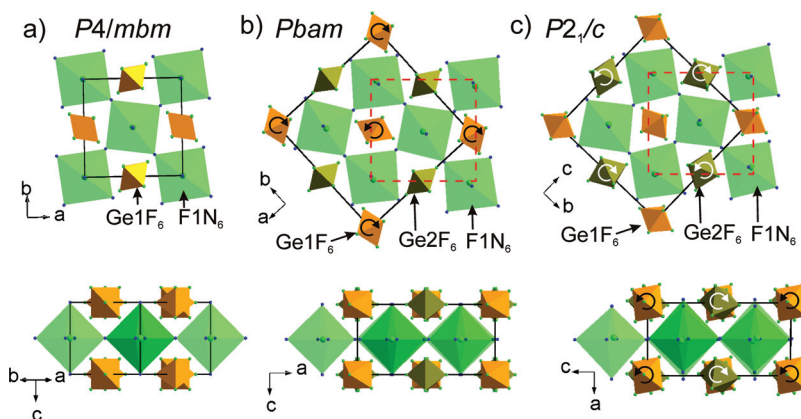 a) P4/mbm
b) Pbam
c) P2₁/c
b
a
Ge1F₆
F1N₆
b
a
Ge1F₆
Ge2F₆
F1N₆
c
b
Ge1F₆
Ge2F₆
F1N₆
b
a
c
a
c
c
a